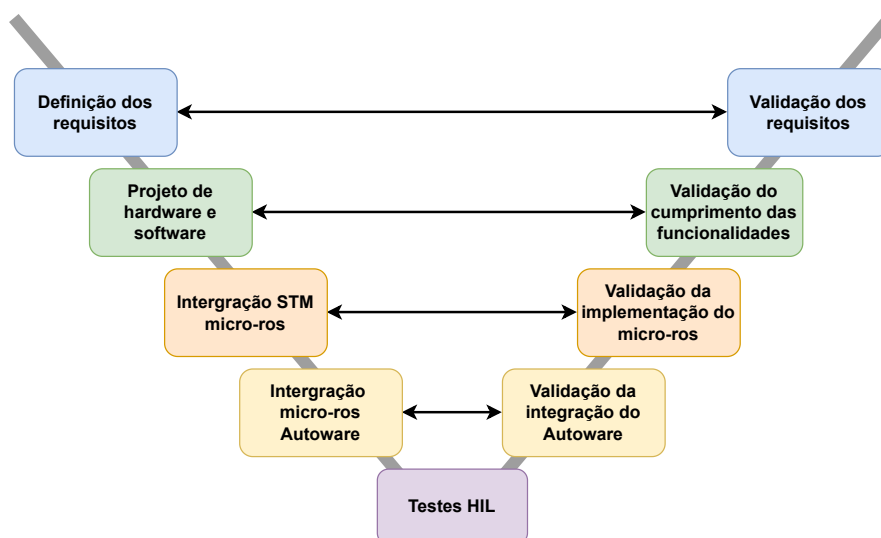 Definição dos
requisitos
Validação dos
requisitos
Projeto de
hardware e
software
Validação do
cumprimento das
funcionalidades
Intergração STM
micro-ros
Validação da
implementação do
micro-ros
Intergração
micro-ros
Autoware
Validação da
integração do
Autoware
Testes HIL